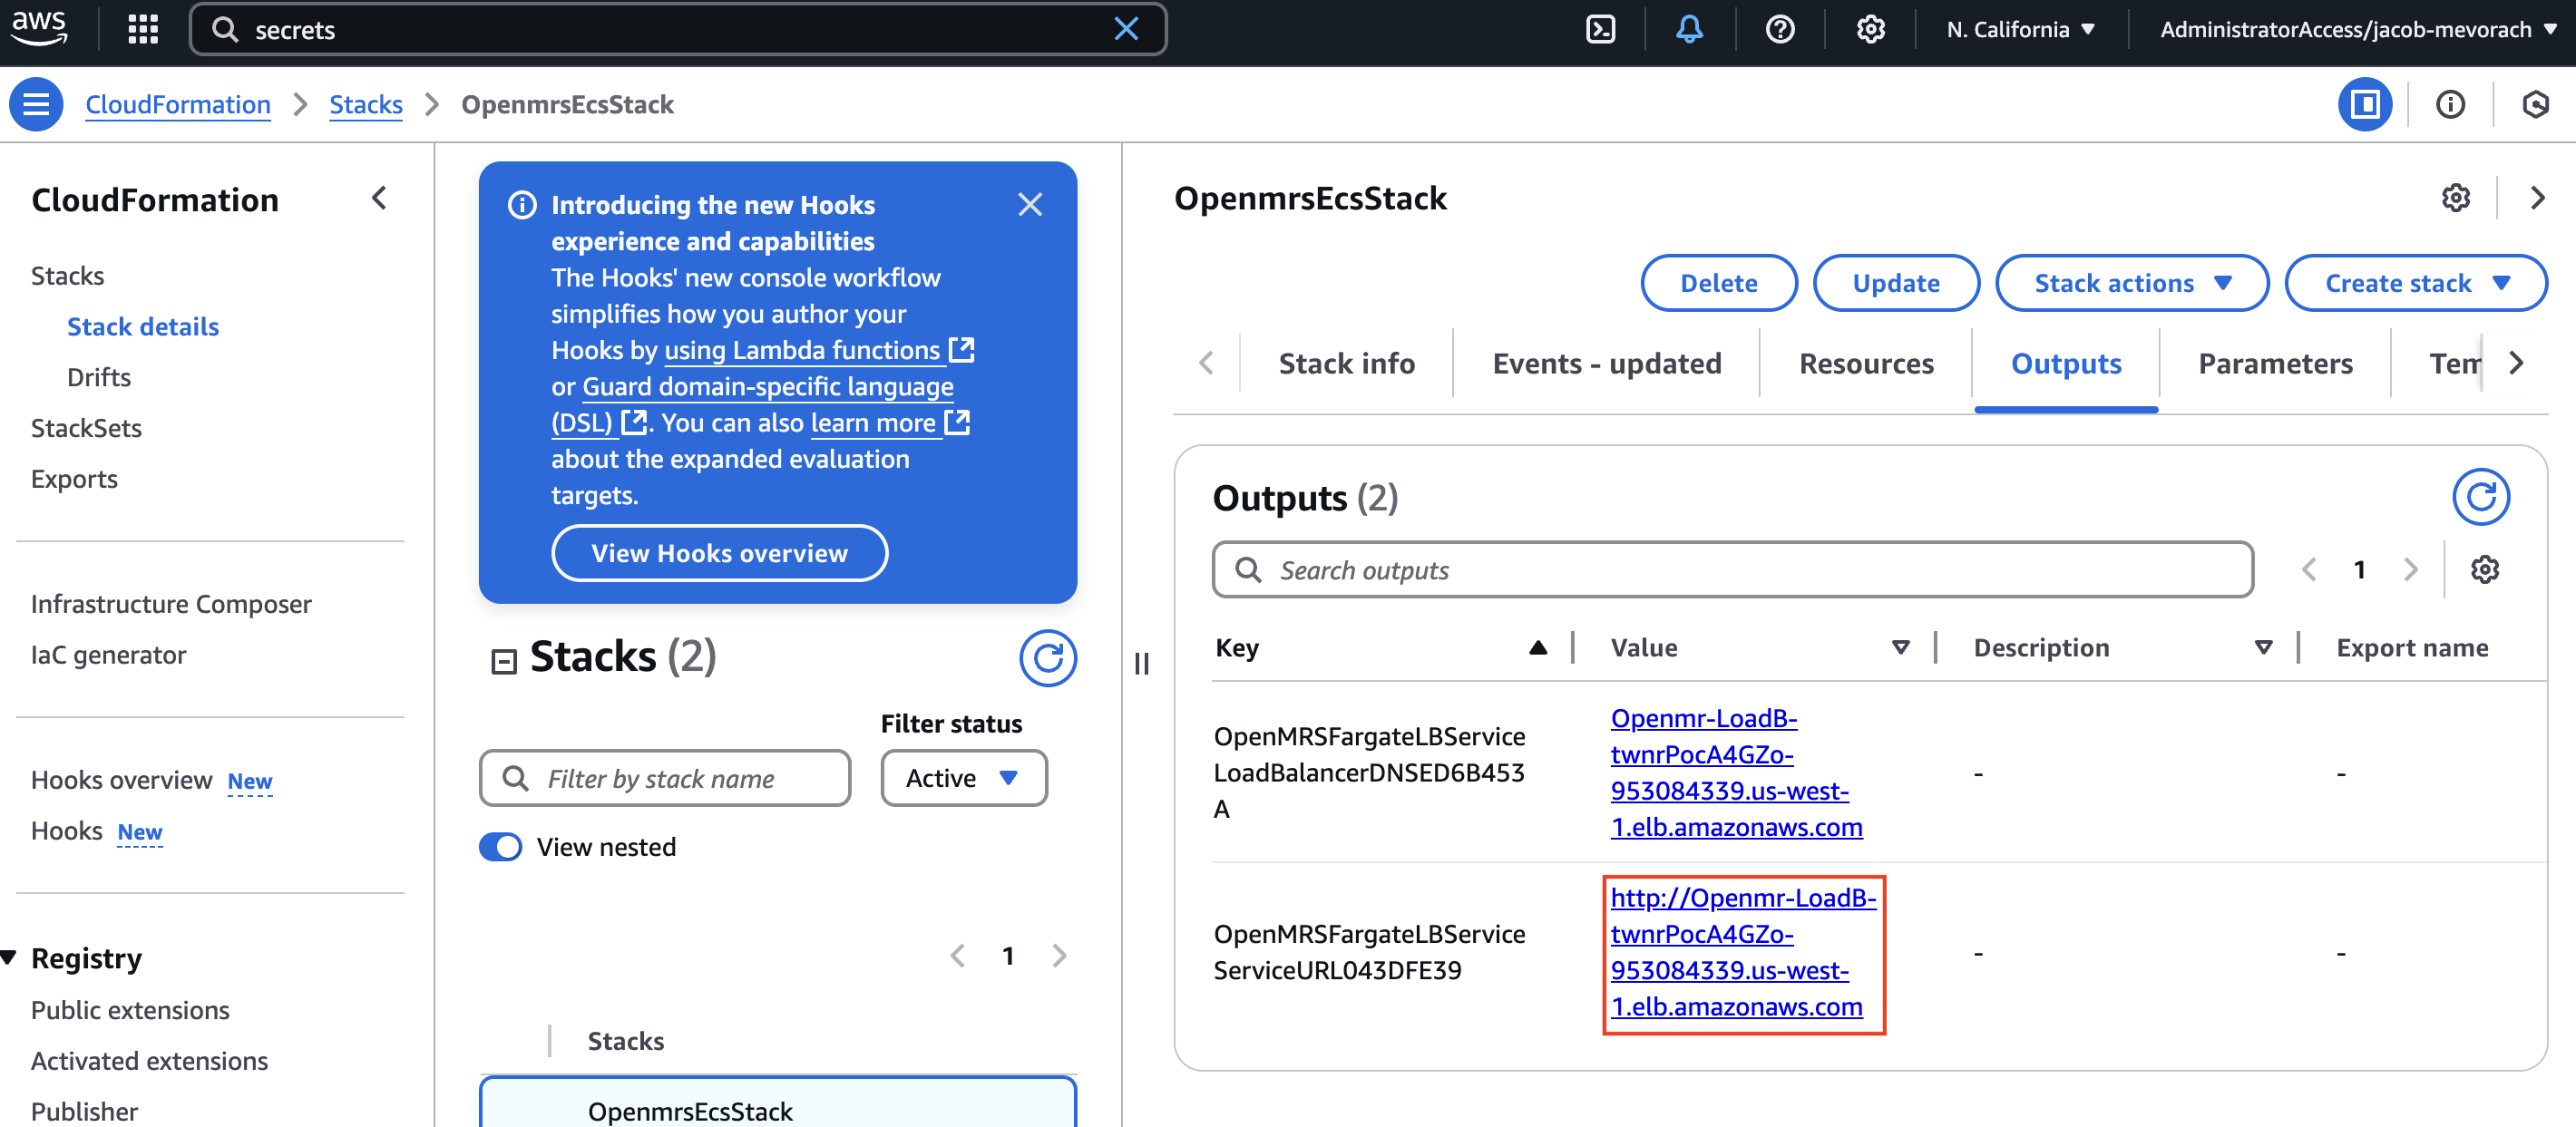 aws
secrets
N. California
AdministratorAccess/jacob-mevorach
CloudFormation
Stacks
OpenmrsEcsStack
CloudFormation
Stacks
Stack details
Drifts
StackSets
Exports
Infrastructure Composer
IaC generator
Hooks overview New
Hooks New
Registry
Public extensions
Activated extensions
Publisher
Introducing the new Hooks
experience and capabilities
The Hooks' new console workflow
simplifies how you author your
Hooks by using Lambda functions
or Guard domain-specific language
(DSL) . You can also learn more
about the expanded evaluation
targets.
View Hooks overview
Stacks (2)
Filter status
Filter by stack name
Active
View nested
1
Stacks
OpenmrsEcsStack
OpenmrsEcsStack
Delete
Update
Stack actions
Create stack
Stack info
Events - updated
Resources
Outputs
Parameters
Tem
Outputs (2)
Search outputs
1
Key
Value
Description
Export name
OpenMRSFargateLBService
LoadBalancerDNSED6B453
A
Openmr-LoadB-
twnrPocA4GZo-
953084339.us-west-
1.elb.amazonaws.com
-
-
OpenMRSFargateLBService
ServiceURL043DFE39
http://Openmr-LoadB-
twnrPocA4GZo-
953084339.us-west-
1.elb.amazonaws.com
-
-